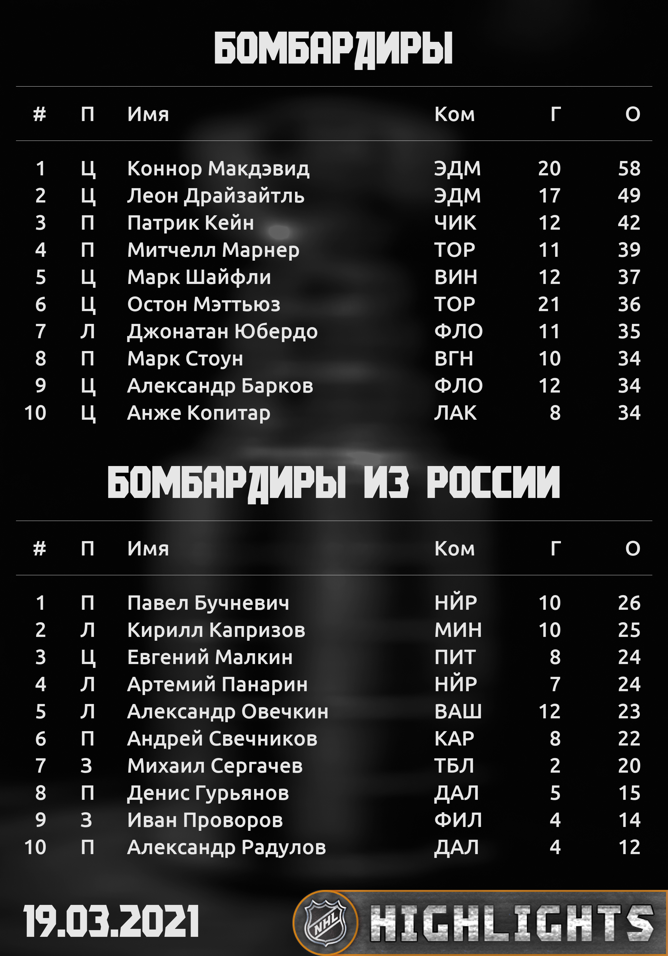 БОМБАРДИРЫ
# П Имя Ком Г О
1 Ц Коннор Макдэвид ЭДМ 20 58
2 Ц Леон Драйзайтль ЭДМ 17 49
3 П Патрик Кейн ЧИК 12 42
4 П Митчелл Марнер ТОР 11 39
5 Ц Марк Шайфли ВИН 12 37
6 Ц Остон Мэттьюз ТОР 21 36
7 Л Джонатан Юбердо ФЛО 11 35
8 П Марк Стоун ВГН 10 34
9 Ц Александр Барков ФЛО 12 34
10 Ц Анже Копитар ЛАК 8 34
БОМБАРДИРЫ ИЗ РОССИИ
# П Имя Ком Г О
1 П Павел Бучневич НЙР 10 26
2 Л Кирилл Капризов МИН 10 25
3 Ц Евгений Малкин ПИТ 8 24
4 Л Артемий Панарин НЙР 7 24
5 Л Александр Овечкин ВАШ 12 23
6 П Андрей Свечников КАР 8 22
7 З Михаил Сергачев ТБЛ 2 20
8 П Денис Гурьянов ДАЛ 5 15
9 З Иван Проворов ФИЛ 4 14
10 П Александр Радулов ДАЛ 4 12
19.03.2021 NHL HIGHLIGHTS